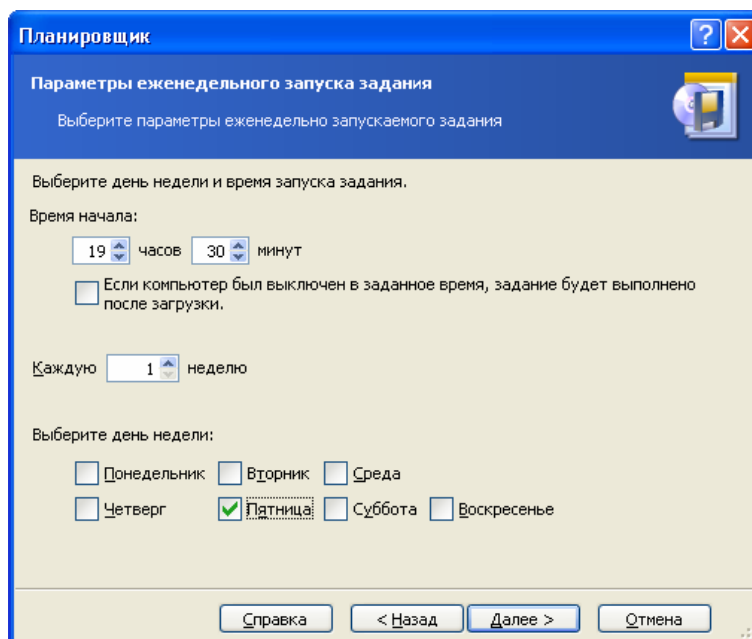 Планировщик
Параметры еженедельного запуска задания
Выберите параметры еженедельно запускаемого задания
Выберите день недели и время запуска задания.
Время начала:
19 часов 30 минут
Если компьютер был выключен в заданное время, задание будет выполнено
после загрузки.
Каждую 1 неделю
Выберите день недели:
Понедельник Вторник Среда
Четверг Пятница Суббота Воскресенье
Справка < Назад Далее > Отмена